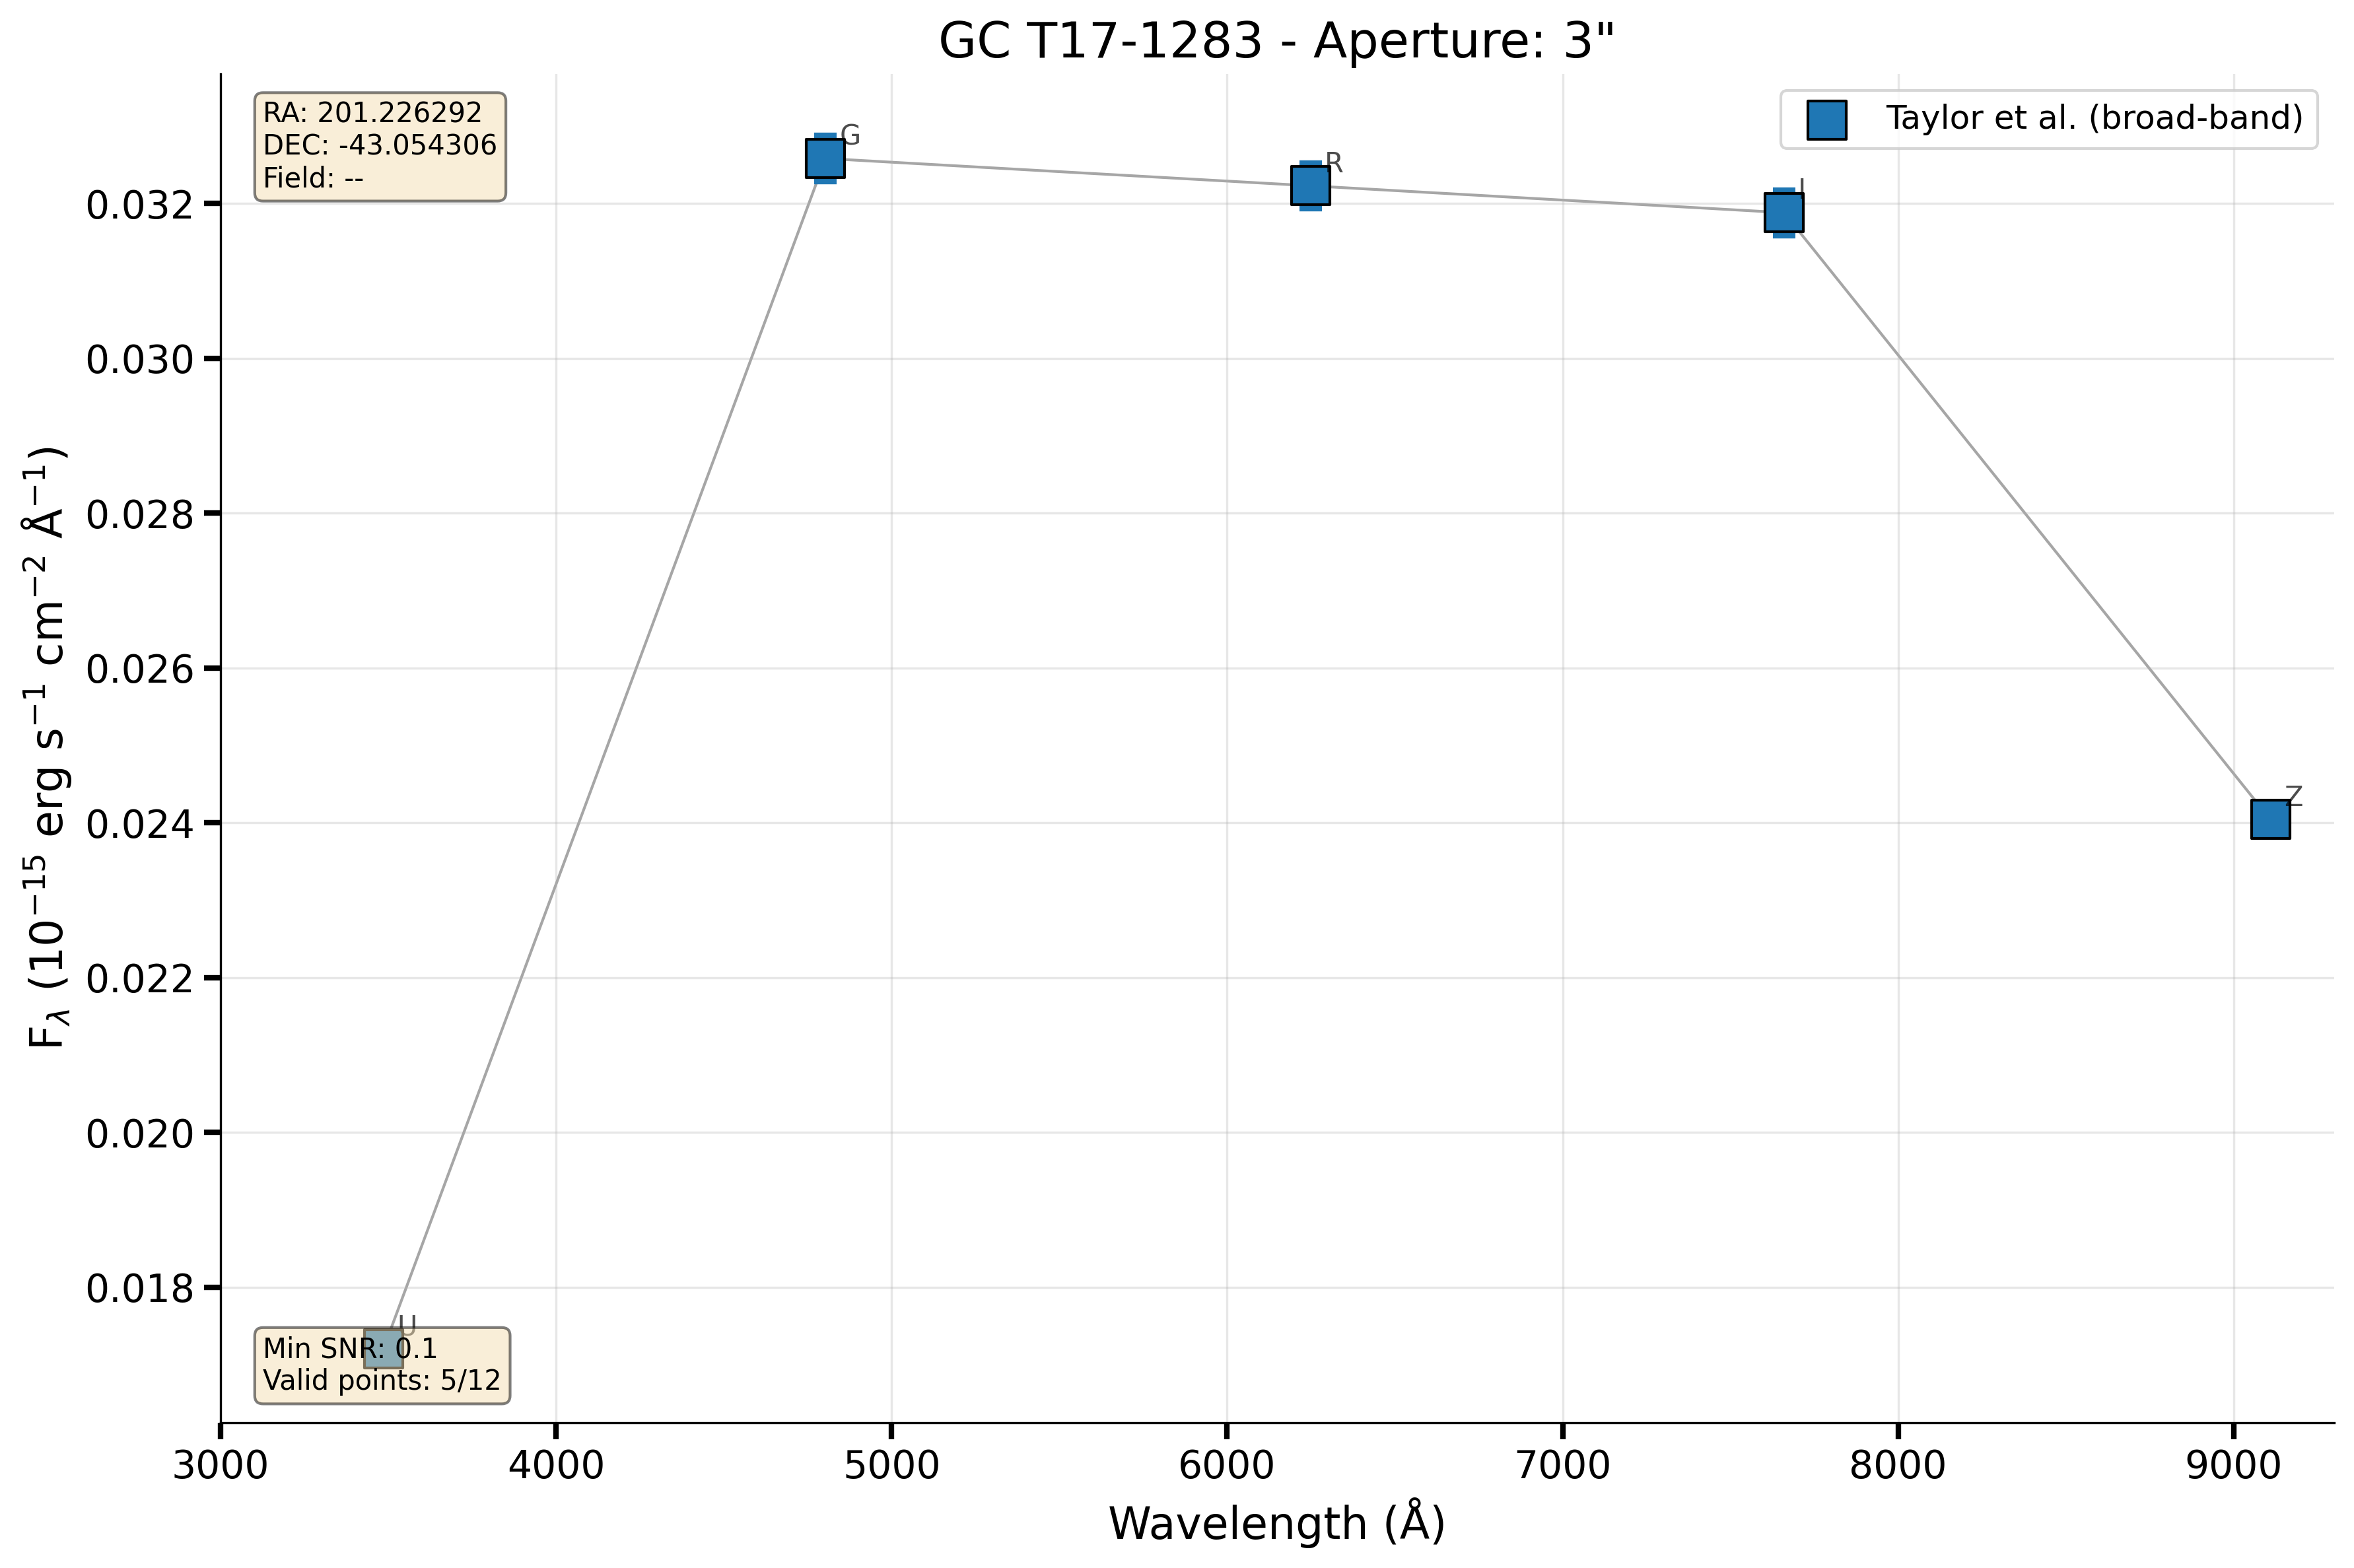 GC T17-1283 - Aperture: 3"
RA: 201.226292
DEC: -43.054306
Field: --
Taylor et al. (broad-band)
G
R
I
Z
U
Min SNR: 0.1
Valid points: 5/12
0.032
0.030
0.028
0.026
0.024
0.022
0.020
0.018
F_λ (10⁻¹⁵ erg s⁻¹ cm⁻² Å⁻¹)
3000 4000 5000 6000 7000 8000 9000
Wavelength (Å)